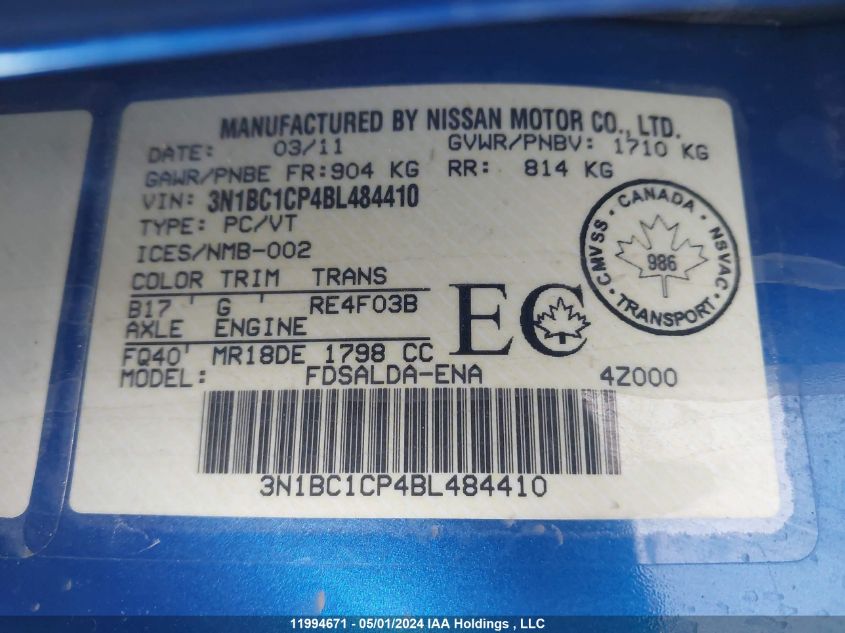 MANUFACTURED BY NISSAN MOTOR CO., LTD.
DATE: 03/11 GVWR/PNBV: 1710 KG
GAWR/PNBE FR:904 KG RR: 814 KG
VIN: 3N1BC1CP4BL484410
TYPE: PC/VT
ICES/NMB-002
COLOR TRIM TRANS
B17 ' G ' RE4F03B
AXLE ENGINE
FQ40' MR18DE 1798 CC
MODEL: FDSALDA-ENA 4Z000
EC
CMVSS · CANADA · NSVAC · TRANSPORT ·
986
3N1BC1CP4BL484410
11994671 - 05/01/2024 IAA Holdings , LLC